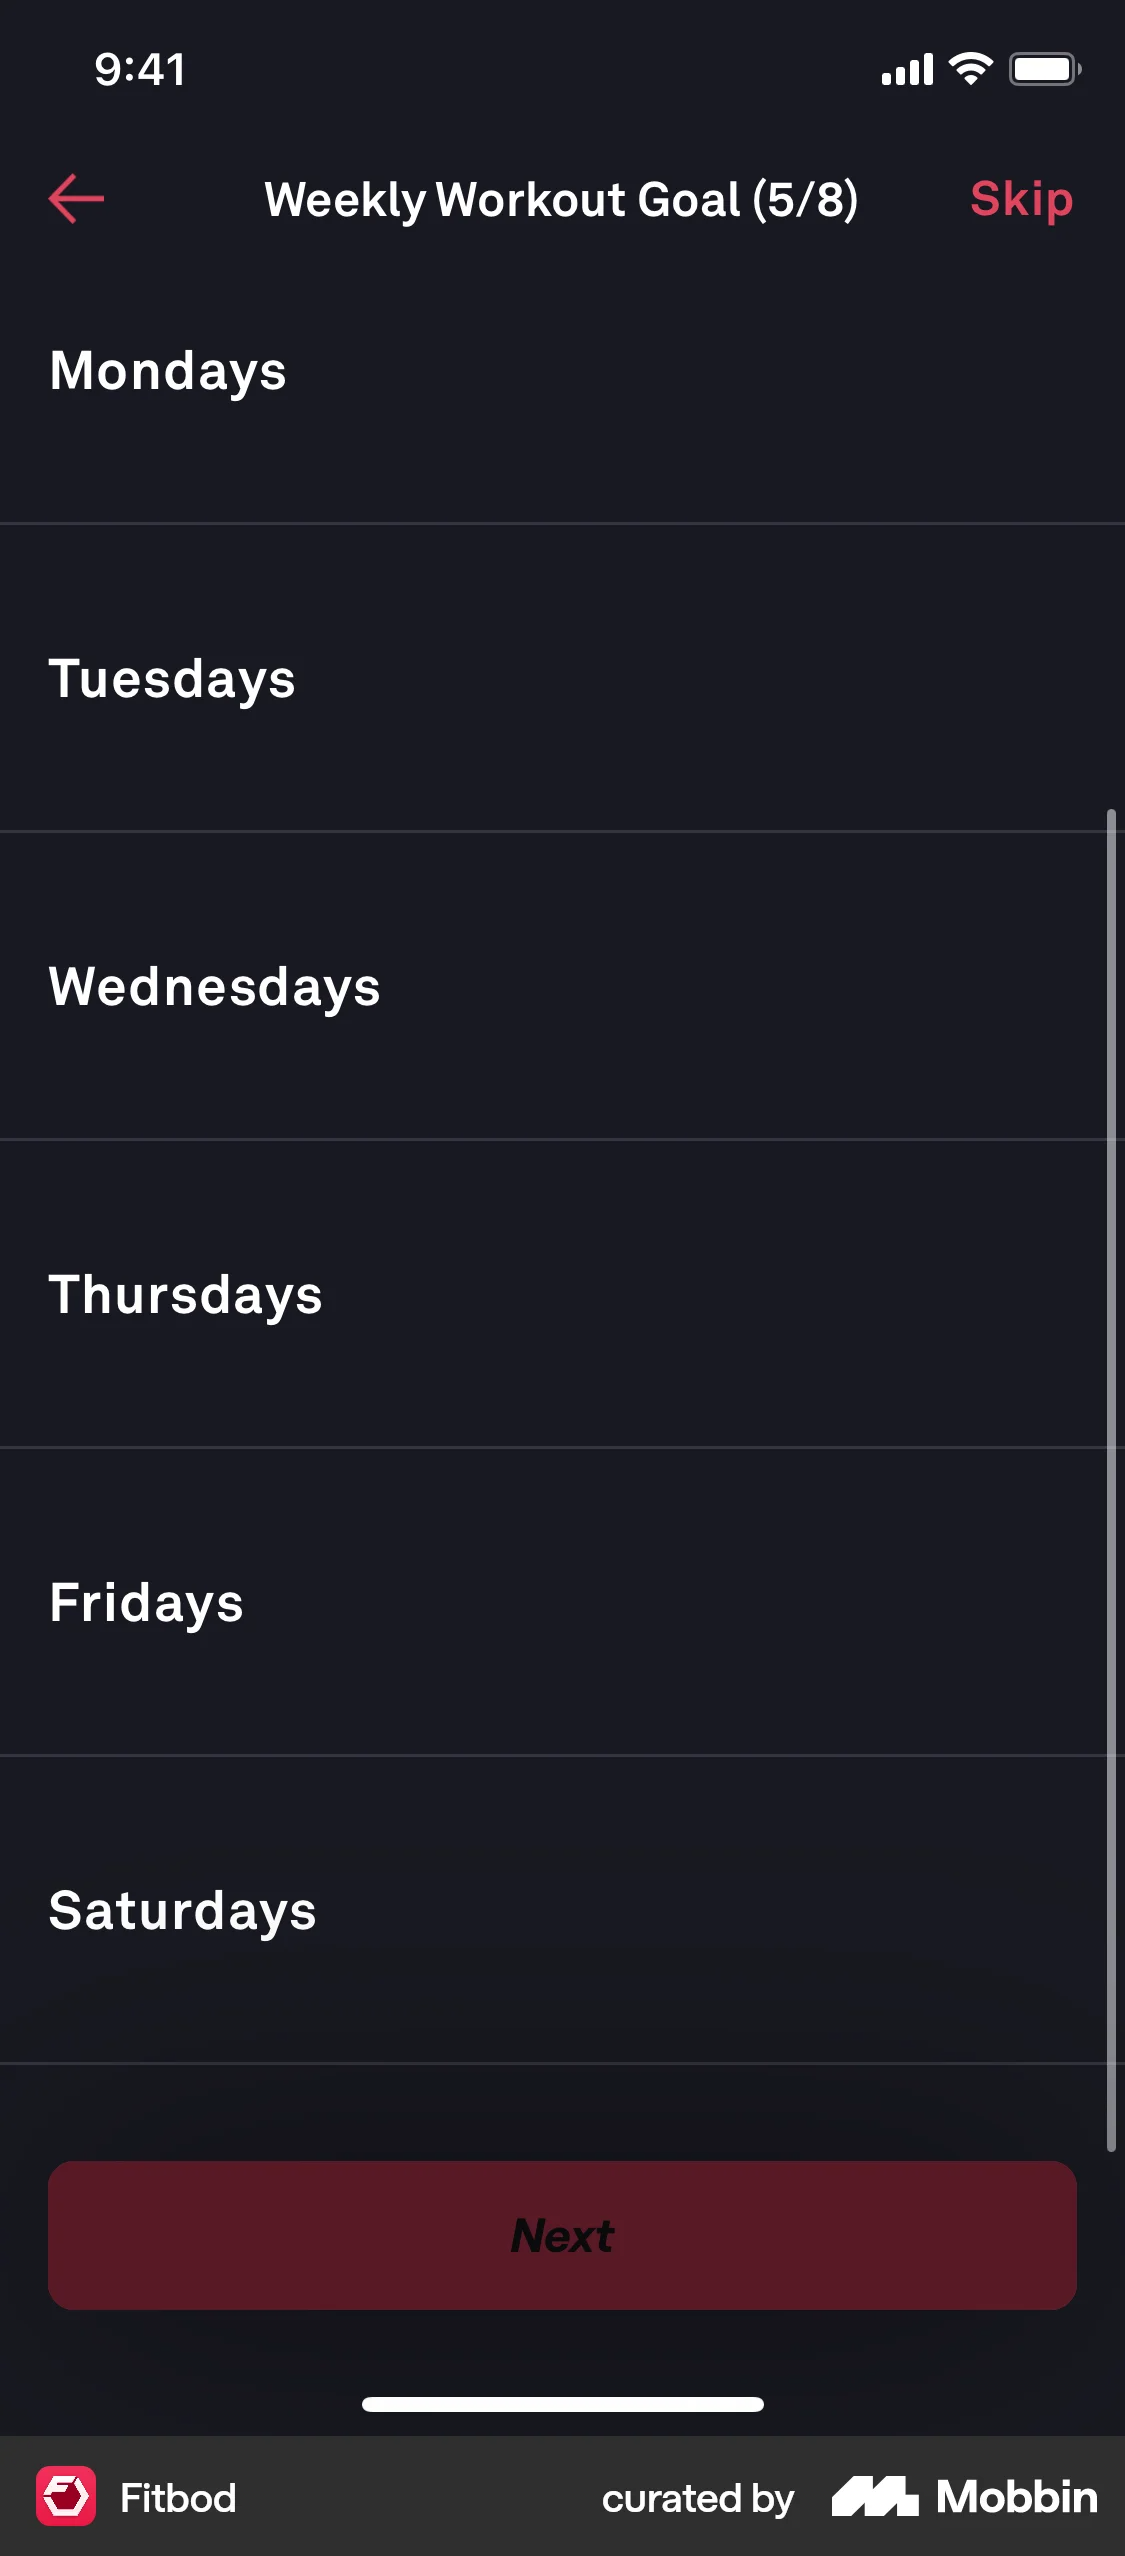 9:41
Weekly Workout Goal (5/8)
Skip
Mondays
Tuesdays
Wednesdays
Thursdays
Fridays
Saturdays
Next
Fitbod
curated by
Mobbin